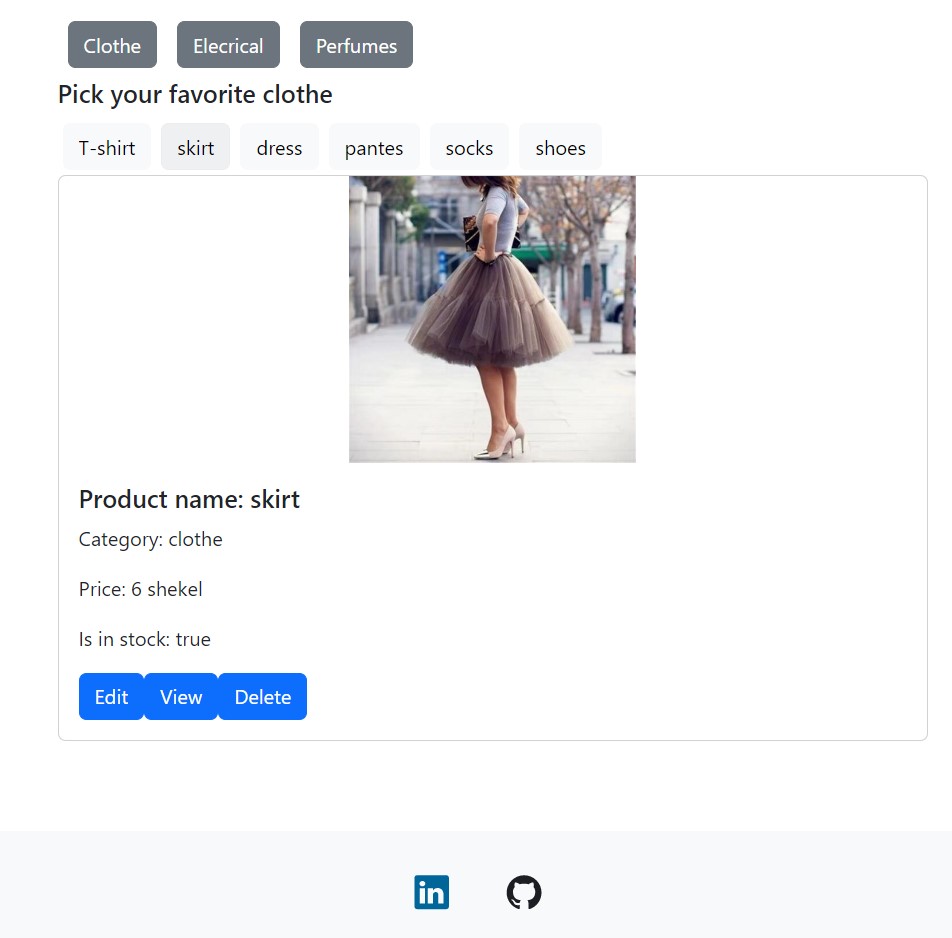 Clothe Elecrical Perfumes
Pick your favorite clothe
T-shirt skirt dress pantes socks shoes
Product name: skirt
Category: clothe
Price: 6 shekel
Is in stock: true
Edit View Delete
in